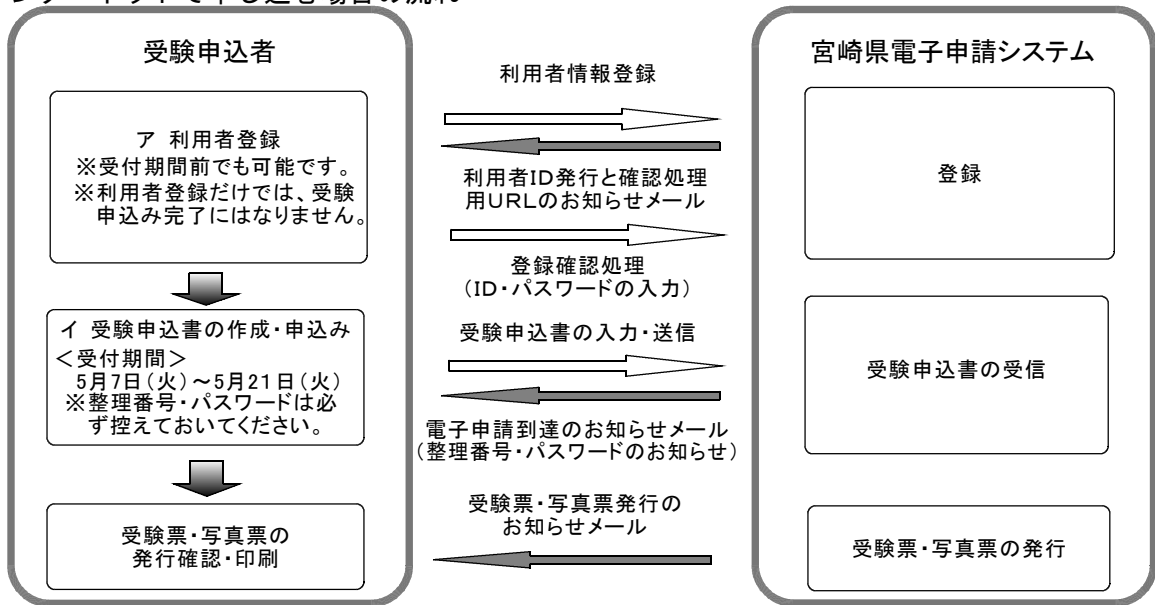 受験申込者
ア 利用者登録
※受付期間前でも可能です。
※利用者登録だけでは、受験
申込み完了にはなりません。
イ 受験申込書の作成・申込み
＜受付期間＞
5月7日(火)～5月21日(火)
※整理番号・パスワードは必
ず控えておいてください。
受験票・写真票の
発行確認・印刷
利用者情報登録
利用者ID発行と確認処理
用URLのお知らせメール
登録確認処理
(ID・パスワードの入力)
受験申込書の入力・送信
電子申請到達のお知らせメール
(整理番号・パスワードのお知らせ)
受験票・写真票発行の
お知らせメール
宮崎県電子申請システム
登録
受験申込書の受信
受験票・写真票の発行